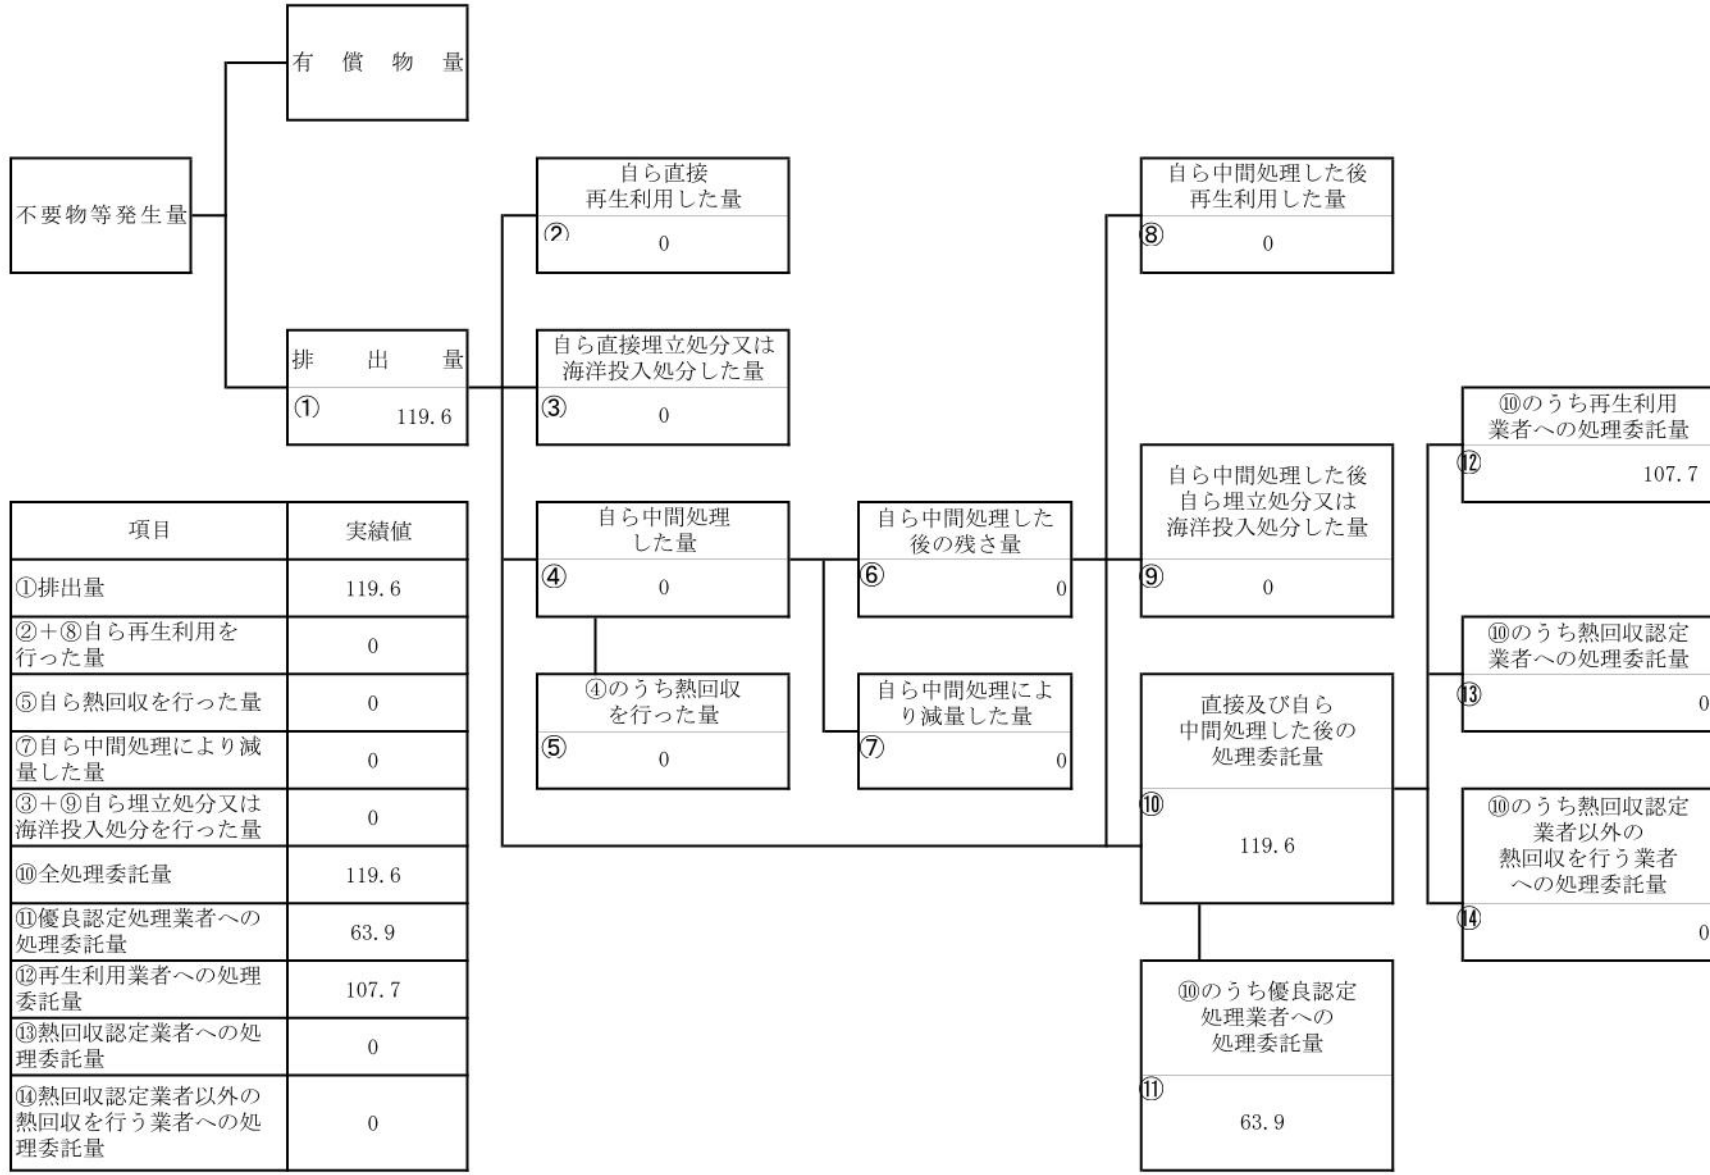 有償物量
不要物等発生量
排出量
①
119.6
自ら直接
再生利用した量
②
0
自ら直接埋立処分又は
海洋投入処分した量
③
0
自ら中間処理
した量
④
0
④のうち熱回収
を行った量
⑤
0
自ら中間処理した
後の残さ量
⑥
0
自ら中間処理によ
り減量した量
⑦
0
自ら中間処理した後
再生利用した量
⑧
0
自ら中間処理した後
自ら埋立処分又は
海洋投入処分した量
⑨
0
直接及び自ら
中間処理した後の
処理委託量
⑩
119.6
⑩のうち優良認定
処理業者への
処理委託量
⑪
63.9
⑩のうち再生利用
業者への処理委託量
⑫
107.7
⑩のうち熱回収認定
業者への処理委託量
⑬
0
⑩のうち熱回収認定
業者以外の
熱回収を行う業者
への処理委託量
⑭
0
項目 実績値
①排出量 119.6
②+⑧自ら再生利用を
行った量
0
⑤自ら熱回収を行った量 0
⑦自ら中間処理により減
量した量
0
③+⑨自ら埋立処分又は
海洋投入処分を行った量
0
⑩全処理委託量 119.6
⑪優良認定処理業者への
処理委託量
63.9
⑫再生利用業者への処理
委託量
107.7
⑬熱回収認定業者への処
理委託量
0
⑭熱回収認定業者以外の
熱回収を行う業者への処
理委託量
0